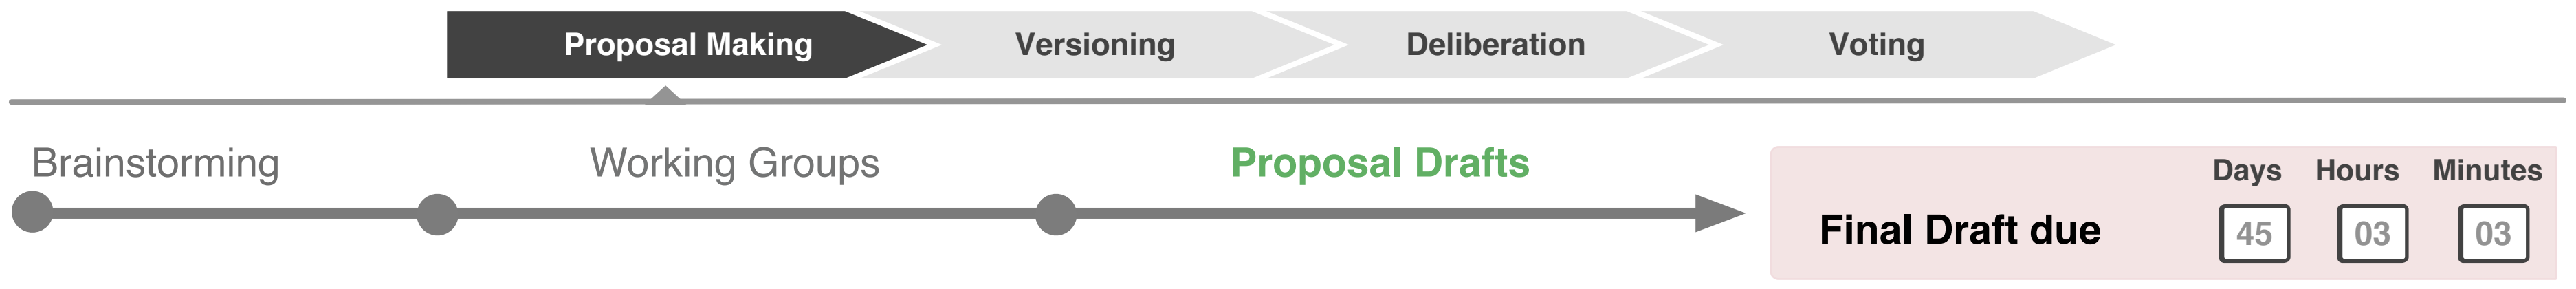 Proposal Making Versioning Deliberation Voting
Brainstorming Working Groups Proposal Drafts
Days Hours Minutes
Final Draft due 45 03 03